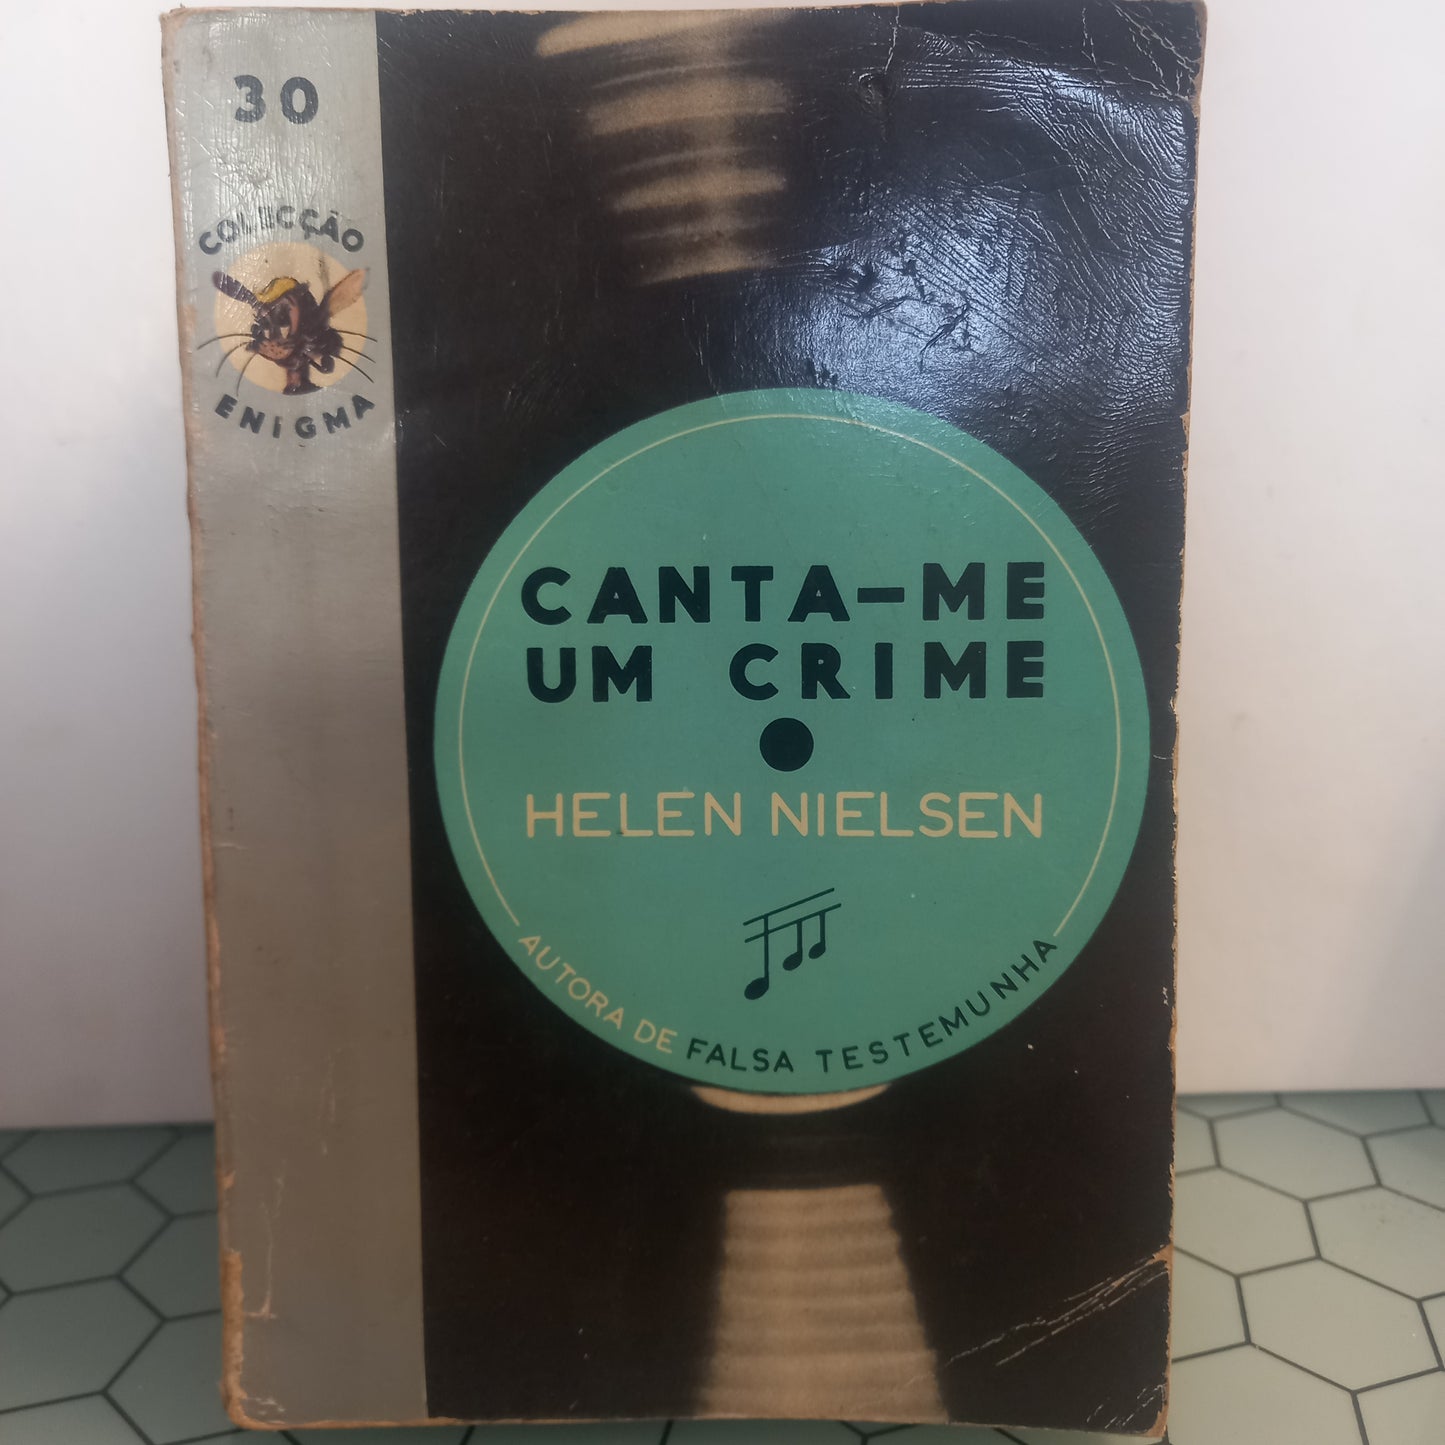 30
COLECÇÃO
ENIGMA
CANTA-ME
UM CRIME
HELEN NIELSEN
AUTORA DE FALSA TESTEMUNHA